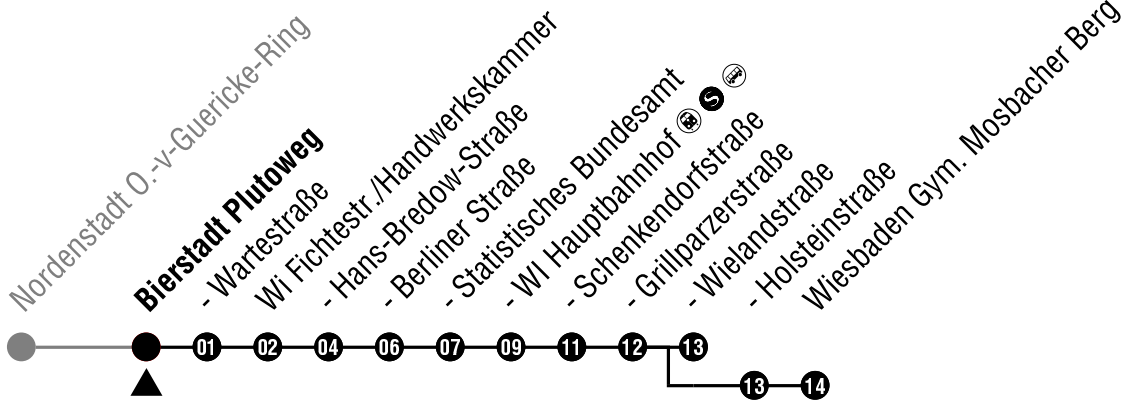 Nordenstadt O.-v-Guericke-Ring
Bierstadt Plutoweg
- Wartestraße
Wi Fichtestr./Handwerkskammer
- Hans-Bredow-Straße
- Berliner Straße
- Statistisches Bundesamt
- WI Hauptbahnhof S
- Schenkendorfstraße
- Grillparzerstraße
- Wielandstraße
- Holsteinstraße
Wiesbaden Gym. Mosbacher Berg
01 02 04 06 07 09 11 12 13
13 14